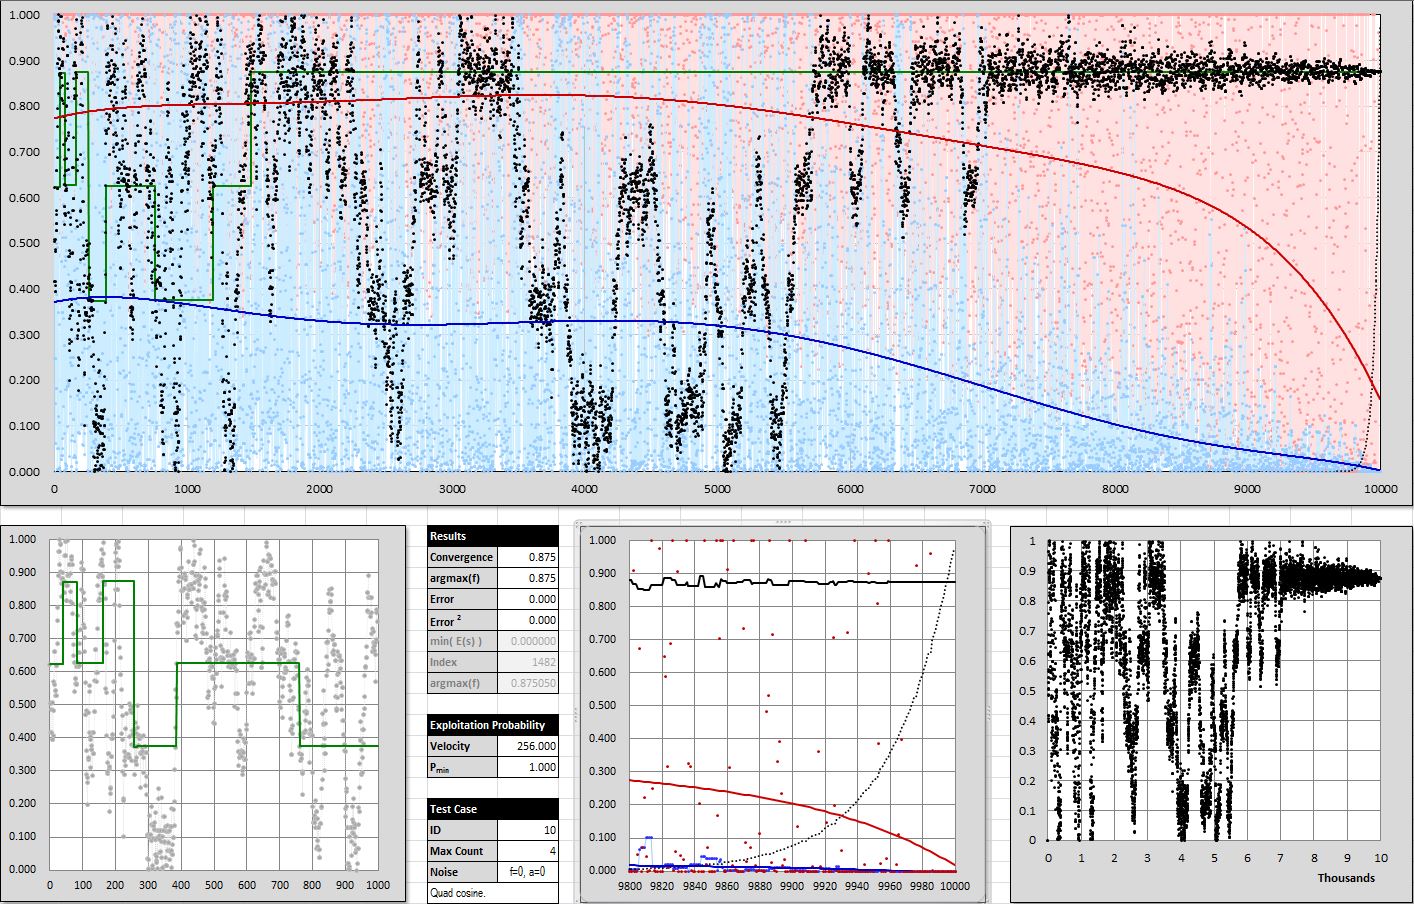 1.000
0.900
0.800
0.700
0.600
0.500
0.400
0.300
0.200
0.100
0.000
0 1000 2000 3000 4000 5000 6000 7000 8000 9000 10000
1.000
0.900
0.800
0.700
0.600
0.500
0.400
0.300
0.200
0.100
0.000
0 100 200 300 400 500 600 700 800 900 1000
Results
Convergence 0.875
argmax(f) 0.875
Error 0.000
Error 2 0.000
min( E(s) ) 0.000000
Index 1482
argmax(f) 0.875050
Exploitation Probability
Velocity 256.000
Pmin 1.000
Test Case
ID 10
Max Count 4
Noise f=0, a=0
Quad cosine.
1.000
0.900
0.800
0.700
0.600
0.500
0.400
0.300
0.200
0.100
0.000
9800 9820 9840 9860 9880 9900 9920 9940 9960 9980 10000
1
0.9
0.8
0.7
0.6
0.5
0.4
0.3
0.2
0.1
0
0 1 2 3 4 5 6 7 8 9 10
Thousands